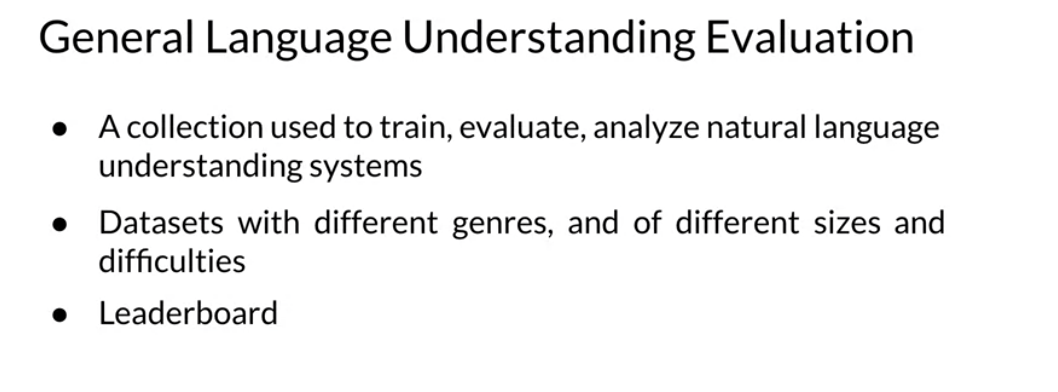 General Language Understanding Evaluation
● A collection used to train, evaluate, analyze natural language
understanding systems
● Datasets with different genres, and of different sizes and
difficulties
● Leaderboard